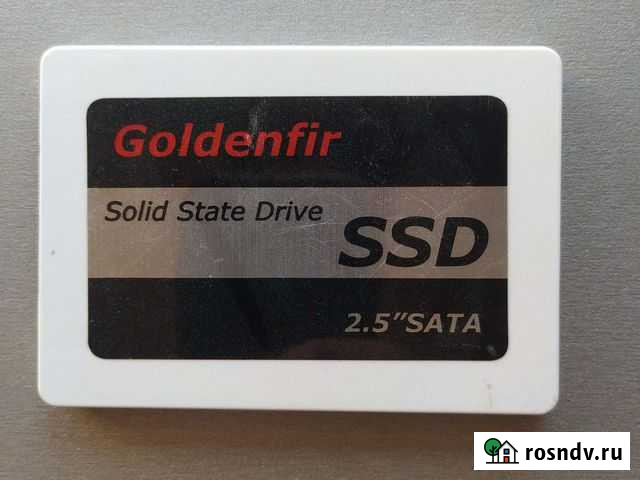 Goldenfir
Solid State Drive
SSD
2.5"SATA
rosndv.ru